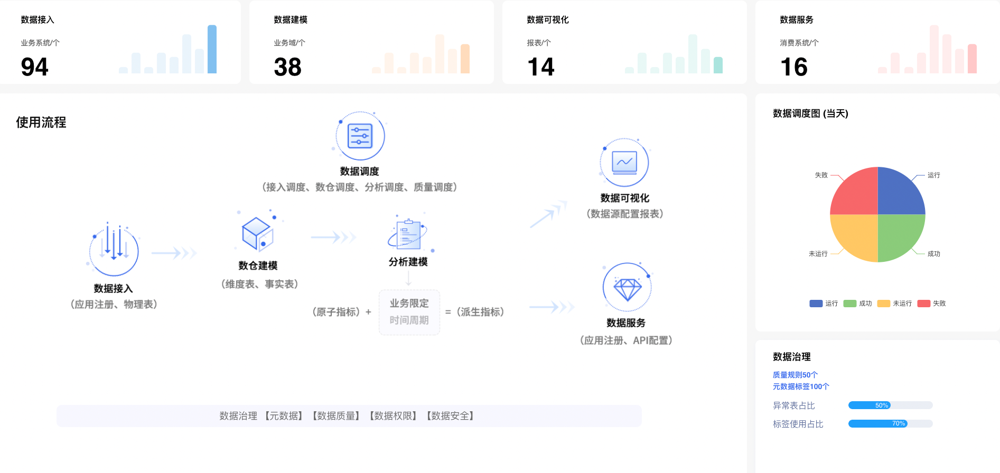 数据接入
业务系统/个
94
数据建模
业务域/个
38
数据可视化
报表/个
14
数据服务
消费系统/个
16
使用流程
数据调度
（接入调度、数仓调度、分析调度、质量调度）
数据接入
（应用注册、物理表）
数仓建模
（维度表、事实表）
分析建模
（原子指标）+
业务限定
时间周期
=（派生指标）
数据可视化
（数据源配置报表）
数据服务
（应用注册、API配置）
数据治理 【元数据】【数据质量】【数据权限】【数据安全】
数据调度图 (当天)
失败
运行
未运行
成功
运行 成功 未运行 失败
数据治理
质量规则50个
元数据标签100个
异常表占比 50%
标签使用占比 70%